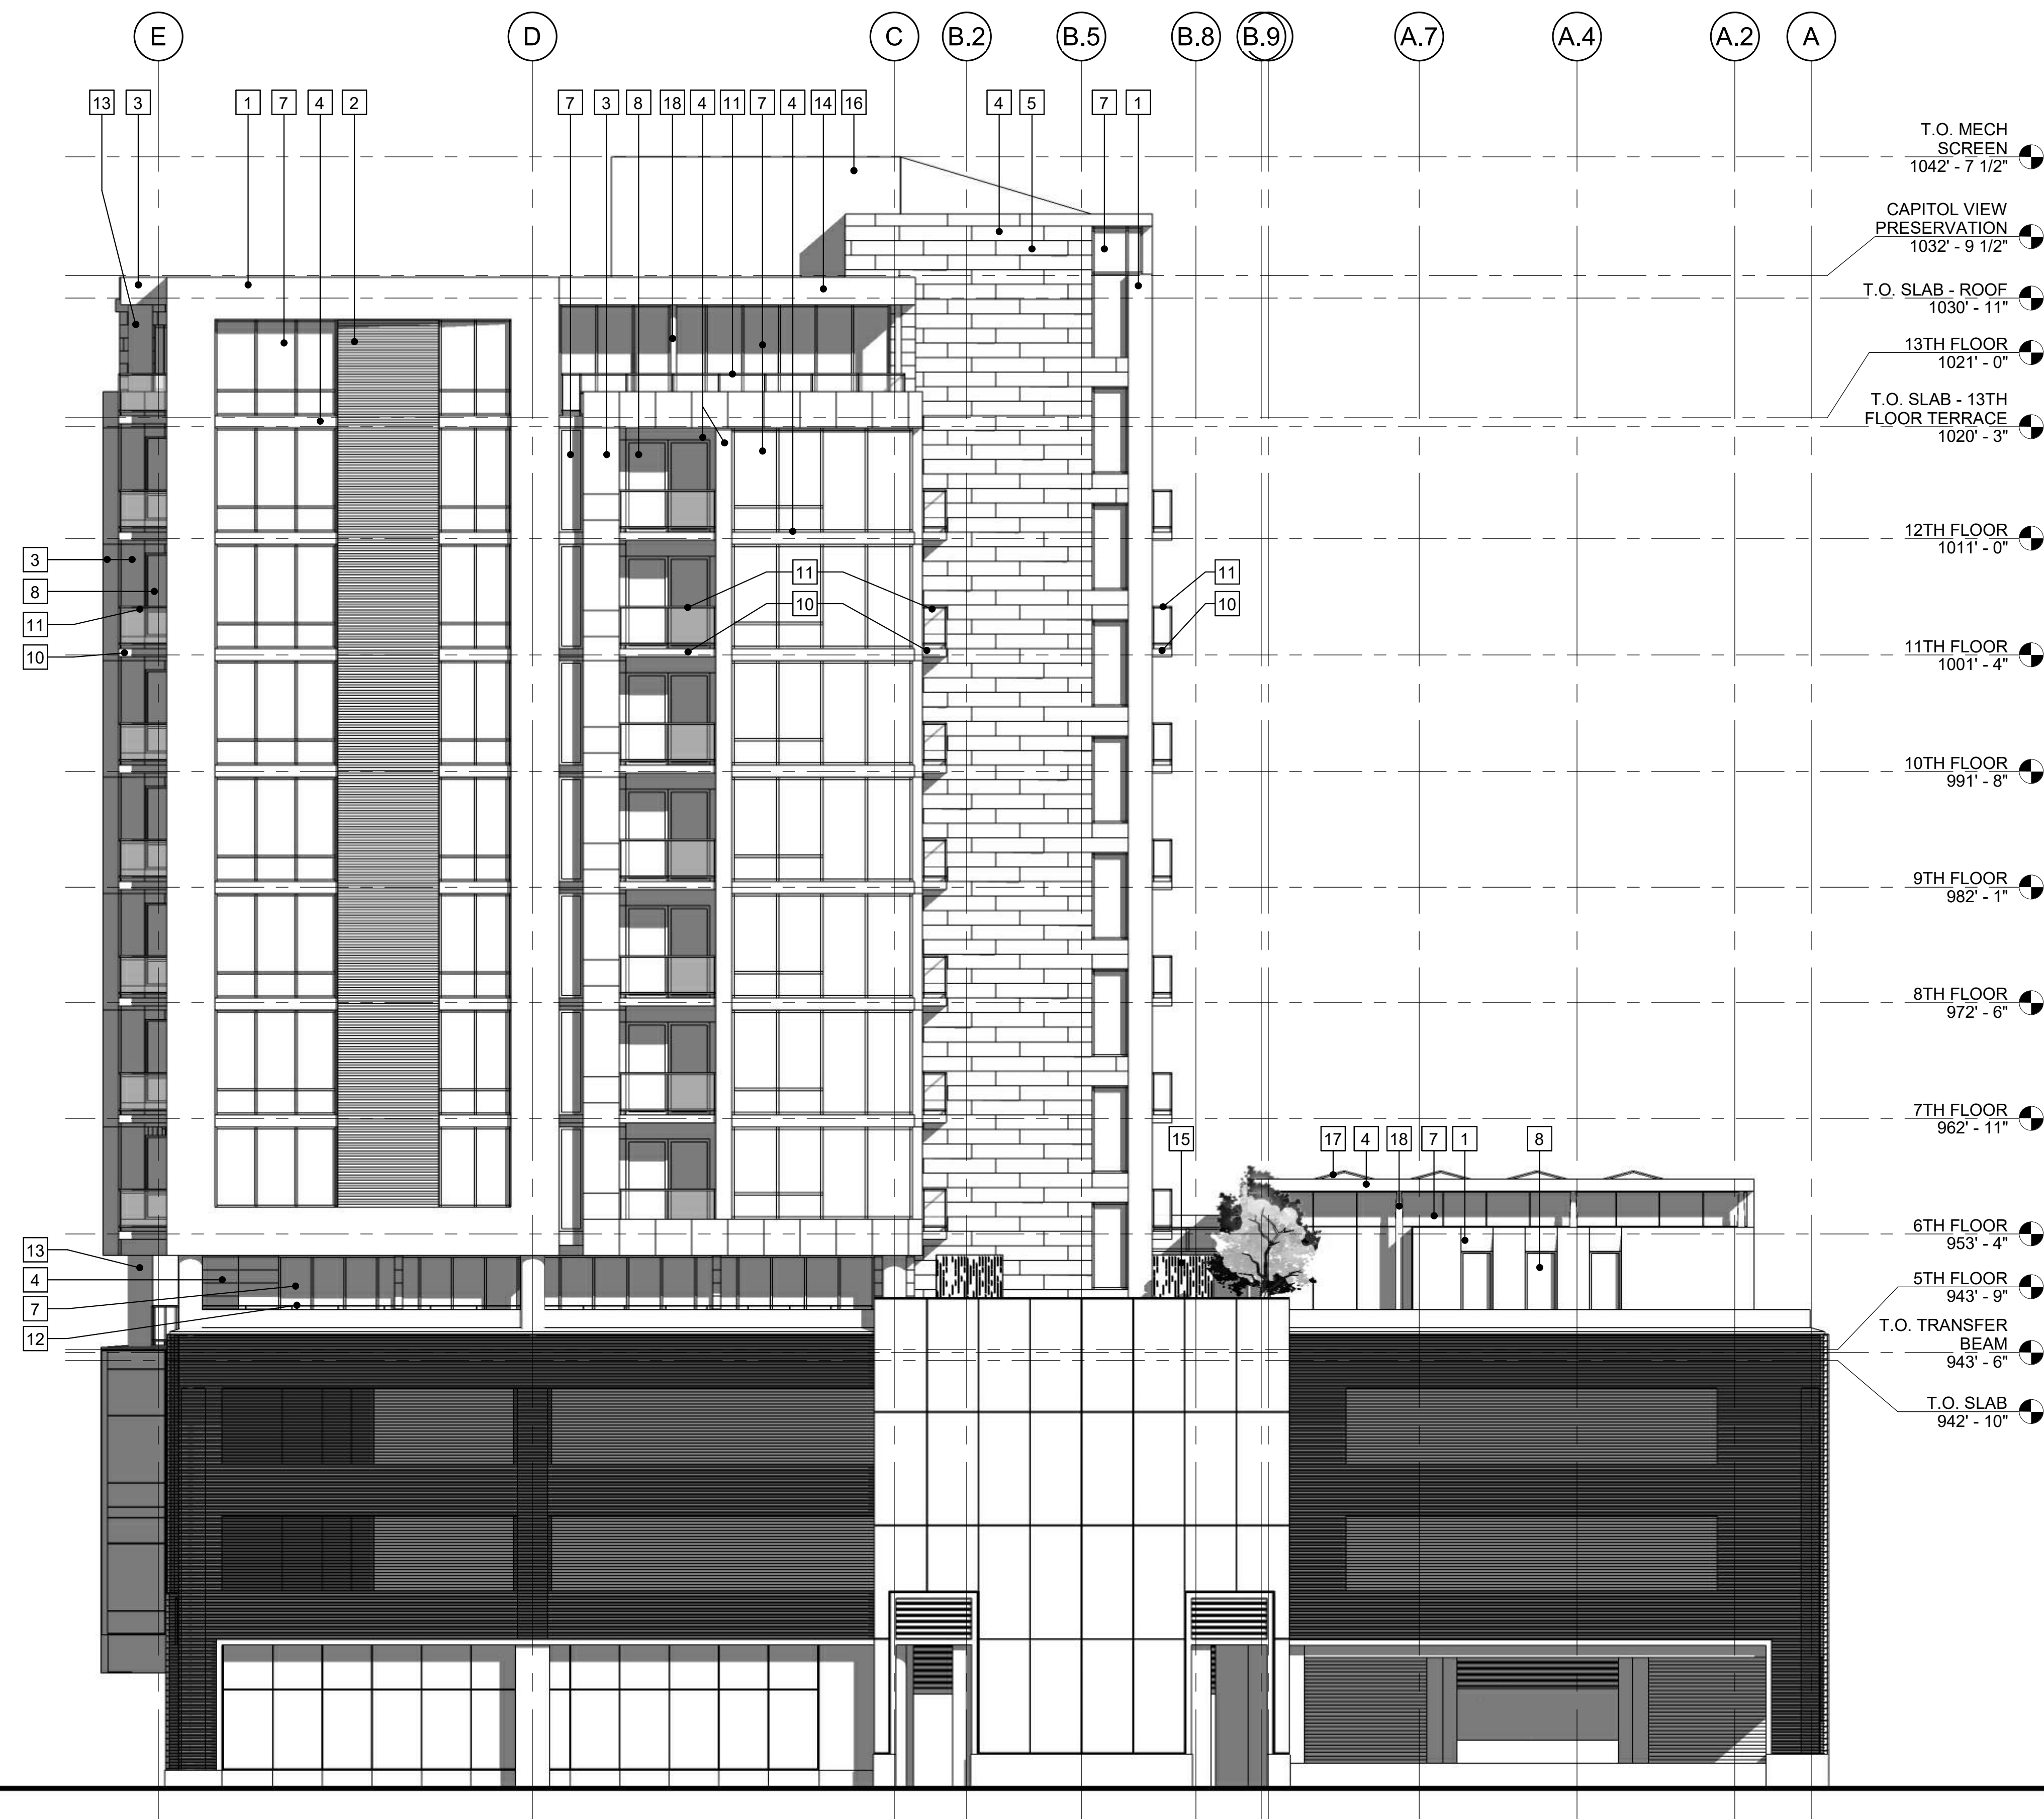 E D C B.2 B.5 B.8 B.9 A.7 A.4 A.2 A
13 3 1 7 4 2 7 3 8 18 4 11 7 4 14 16 4 5 7 1
T.O. MECH
SCREEN
1042' - 7 1/2"
CAPITOL VIEW
PRESERVATION
1032' - 9 1/2"
T.O. SLAB - ROOF
1030' - 11"
13TH FLOOR
1021' - 0"
T.O. SLAB - 13TH
FLOOR TERRACE
1020' - 3"
12TH FLOOR
1011' - 0"
3
8
11
10
11
10
11
10
11TH FLOOR
1001' - 4"
10TH FLOOR
991' - 8"
9TH FLOOR
982' - 1"
8TH FLOOR
972' - 6"
7TH FLOOR
962' - 11"
15 17 4 18 7 1 8
6TH FLOOR
953' - 4"
13
4
7
12
5TH FLOOR
943' - 9"
T.O. TRANSFER
BEAM
943' - 6"
T.O. SLAB
942' - 10"